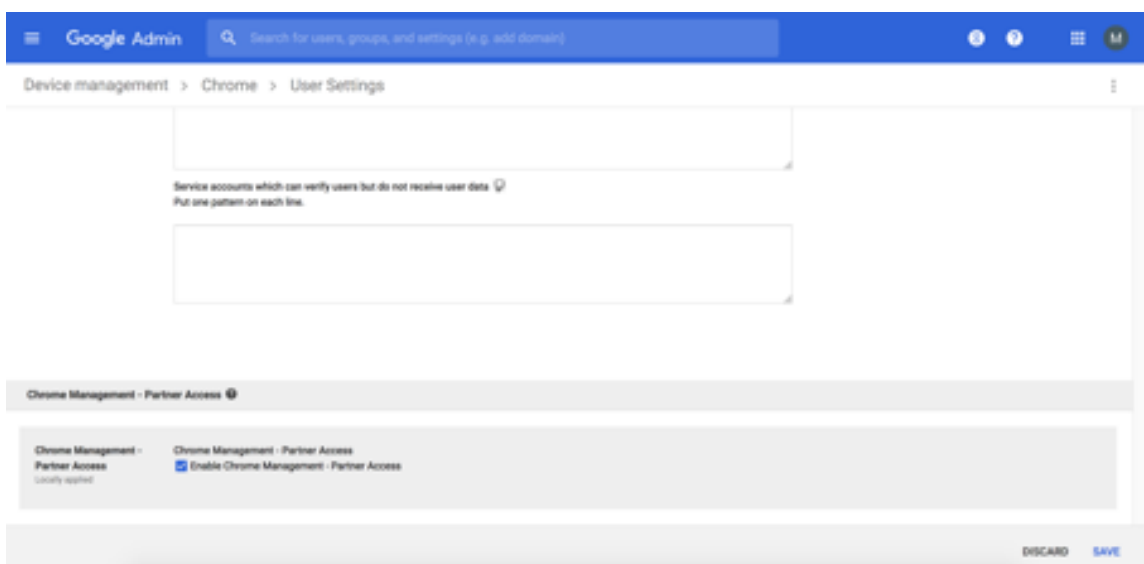 Google Admin
Search for users, groups, and settings (e.g. add domain)
M
Device management > Chrome > User Settings
Service accounts which can verify users but do not receive user data
Put one pattern on each line.
Chrome Management - Partner Access
Chrome Management -
Partner Access
Locally applied
Chrome Management - Partner Access
Enable Chrome Management - Partner Access
DISCARD SAVE